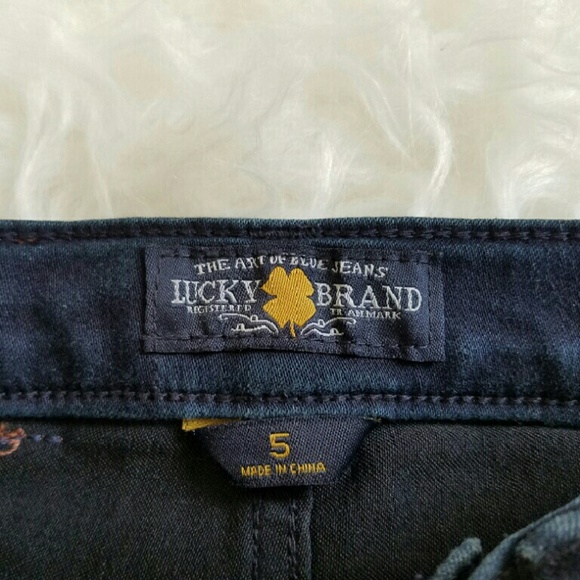 THE ART OF BLUE JEANS
LUCKY BRAND
REGISTERED TRADEMARK
5
MADE IN CHINA